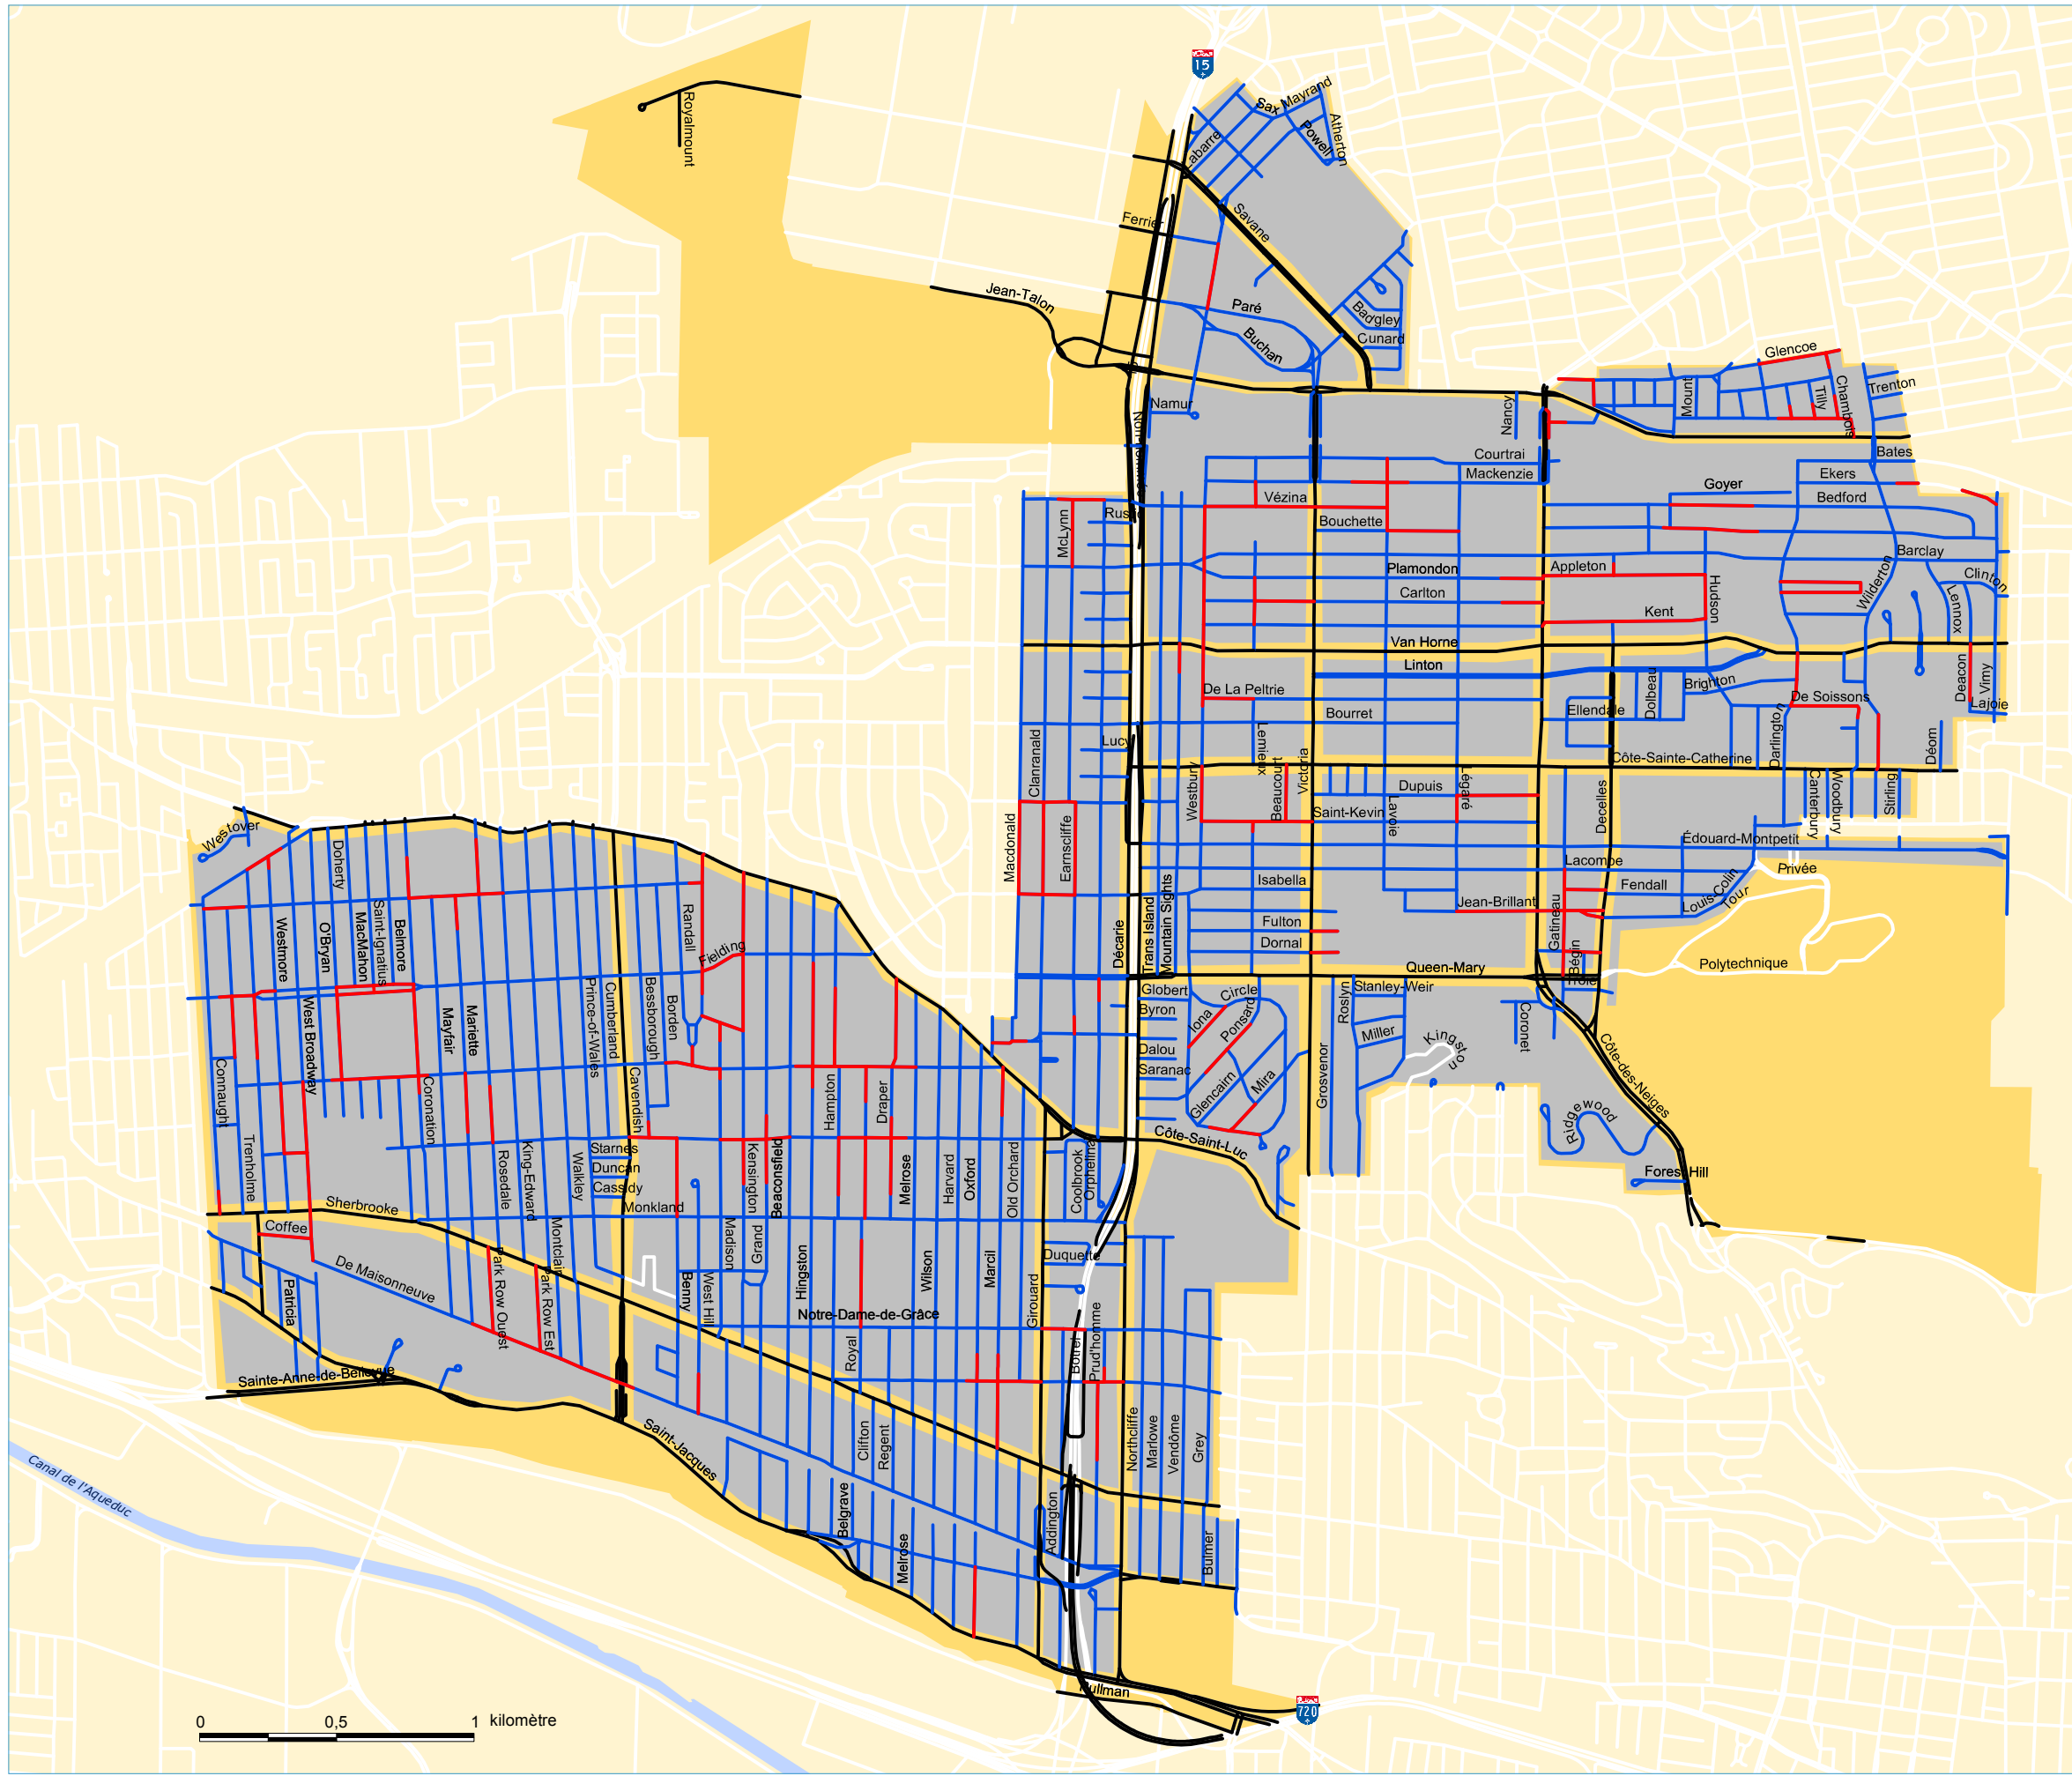 15
Royalmount
Sax
Mayrand
Labarre
Powell
Atherton
Ferrier
Savane
Jean-Talon
Paré
Buchan
Badgley
Cunard
Namur
Nancy
Glencoe
Mount
Tilly
Chambois
Trenton
Bates
Courtrai
Mackenzie
Ekers
Goyer
Bedford
Vézina
Bouchette
McLynn
Barclay
Plamondon
Appleton
Carlton
Hudson
Kent
Wilderton
Clinton
Lennox
Van Horne
Linton
De La Peltrie
Bourret
Ellendale
Dolbeau
Brighton
De Soissons
Deacon
Vimy
Lajoie
Lucy
Lemieux
Darlington
Déom
Côte-Sainte-Catherine
Clanranald
Westbury
Beaucourt
Victoria
Dupuis
Légaré
Saint-Kevin
Lavoie
Decelles
Canterbury
Woodbury
Stirling
Édouard-Montpetit
Macdonald
Earnscliffe
Lacombe
Privée
Isabella
Fendall
Louis-Colin
Tour
Jean-Brillant
Fulton
Dornal
Gatineau
Bégin
Troie
Décarie
Trans Island
Mountain Sights
Queen-Mary
Polytechnique
Westover
Doherty
Westmore
O'Bryan
MacMahon
Saint-Ignatius
Belmore
Randall
Fielding
West Broadway
Mayfair
Mariette
Prince-of-Wales
Cumberland
Bessborough
Borden
Globert
Byron
Circle
Iona
Ponsard
Dalou
Saranac
Glencairn
Mira
Roslyn
Stanley-Weir
Miller
Kingston
Coronet
Grosvenor
Côte-des-Neiges
Ridgewood
Forest Hill
Connaught
Trenholme
Coronation
Cavendish
Hampton
Draper
Côte-Saint-Luc
Rosedale
King-Edward
Walkley
Starnes
Duncan
Cassidy
Monkland
Kensington
Beaconsfield
Melrose
Harvard
Oxford
Old Orchard
Coolbrook
Sherbrooke
Coffee
De Maisonneuve
Patricia
Park Row Ouest
Park Row Est
Montclair
Benny
West Hill
Madison
Grand
Hingston
Wilson
Marcil
Duquette
Girouard
Notre-Dame-de-Grâce
Royal
Botrel
Prud'homme
Sainte-Anne-de-Bellevue
Saint-Jacques
Clifton
Regent
Northcliffe
Marlowe
Vendôme
Grey
Belgrave
Melrose
Addington
Bulmer
Canal de l'Aqueduc
Pullman
720
0 0,5 1 kilomètre